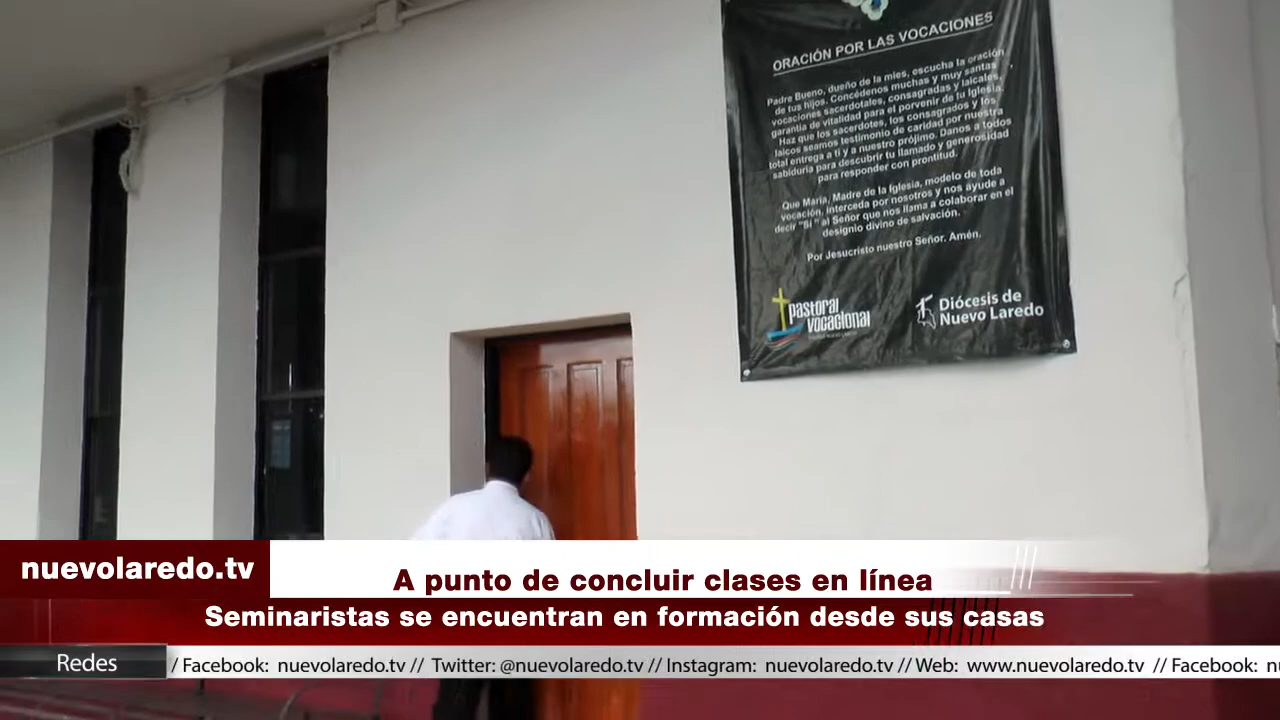 ORACIÓN POR LAS VOCACIONES
Padre Bueno, dueño de la mies, escucha la oración
de tus hijos. Concédenos muchas y muy santas
vocaciones sacerdotales, consagradas y laicales,
garantía de vitalidad para el porvenir de tu Iglesia.
Haz que los sacerdotes, los consagrados y los
laicos seamos testimonio de caridad por nuestra
total entrega a ti y a nuestro prójimo. Danos a todos
sabiduría para descubrir tu llamado y generosidad
para responder con prontitud.
Que María, Madre de la Iglesia, modelo de toda
vocación, interceda por nosotros y nos ayude a
decir "Sí" al Señor que nos llama a colaborar en el
designio divino de salvación.
Por Jesucristo nuestro Señor. Amén.
pastoral
vocacional
Diócesis de
Nuevo Laredo
nuevolaredo.tv
A punto de concluir clases en línea
Seminaristas se encuentran en formación desde sus casas
Redes
/ Facebook: nuevolaredo.tv // Twitter: @nuevolaredo.tv // Instagram: nuevolaredo.tv // Web: www.nuevolaredo.tv // Facebook: nu